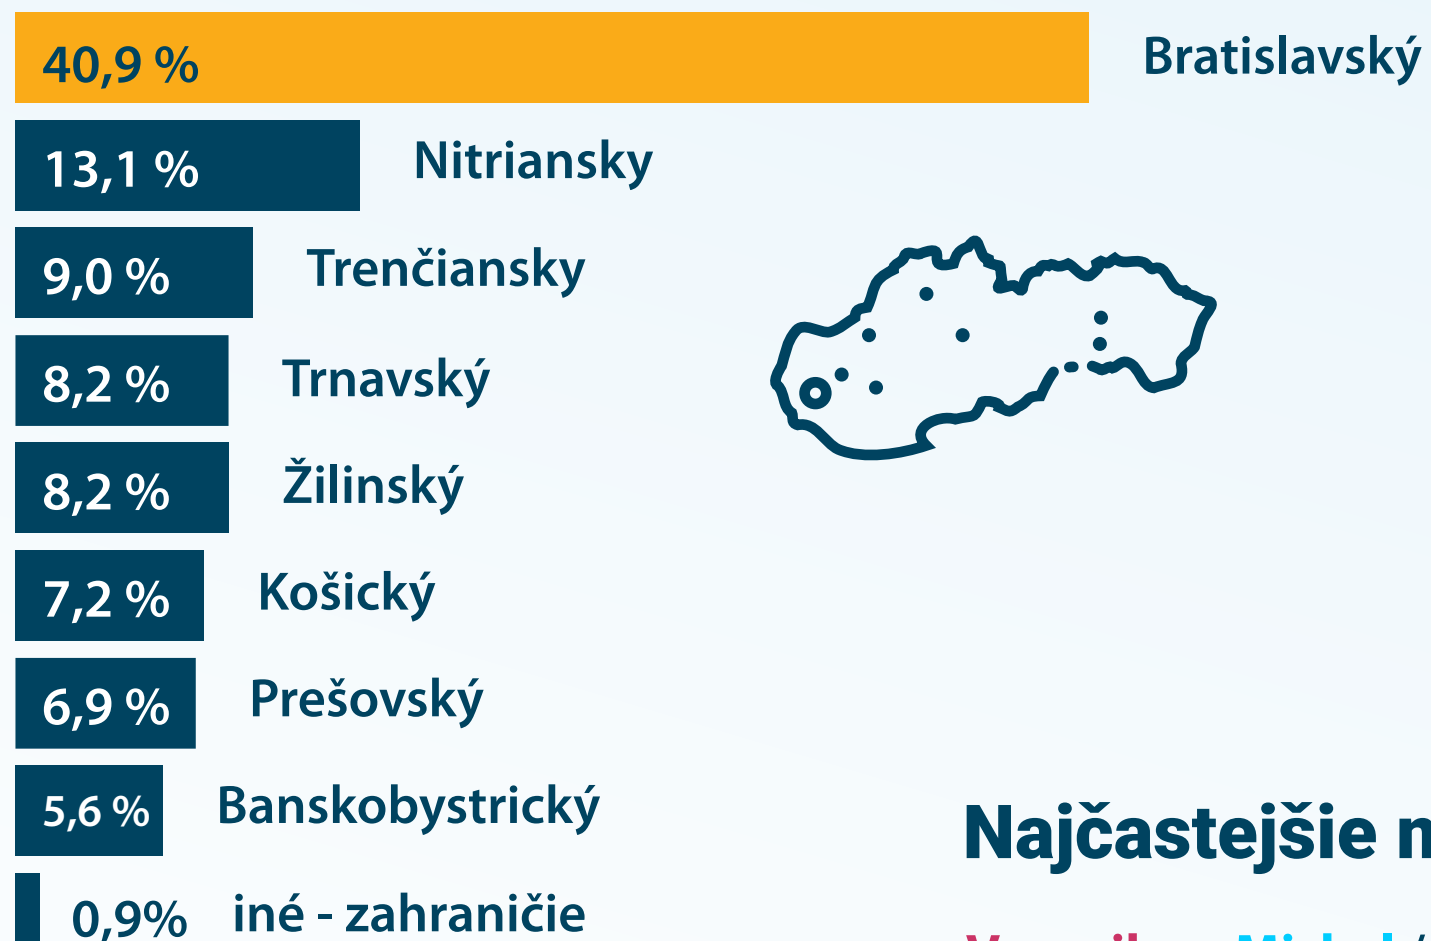 40,9 % Bratislavský
13,1 % Nitriansky
9,0 % Trenčiansky
8,2 % Trnavský
8,2 % Žilinský
7,2 % Košický
6,9 % Prešovský
5,6 % Banskobystrický
0,9% iné - zahraničie
Najčastejšie